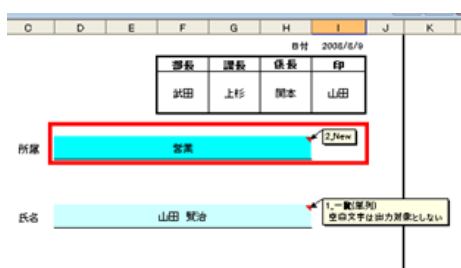 C D E F G H I J K
日付 2008/8/9
部長 課長 係長 印
武田 上杉 関本 山田
2_New
所属 営業
1_一覧(単列)
空白文字は出力対象としない
氏名 山田 賢治